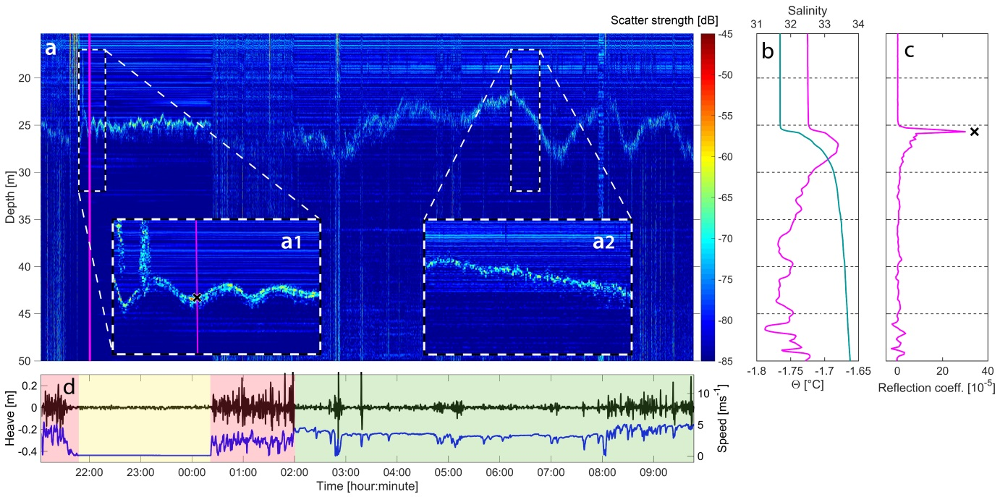 Scatter strength [dB]
Salinity
31 32 33 34
a
b
c
-45
-50
-55
-60
-65
-70
-75
-80
-85
20
25
30
35
40
45
50
Depth [m]
a1
a2
×
×
-1.8 -1.75 -1.7 -1.65
Θ [°C]
0 20 40
Reflection coeff. [10-5]
d
0.2
0
-0.2
-0.4
Heave [m]
10
5
0
Speed [ms-1]
22:00 23:00 00:00 01:00 02:00 03:00 04:00 05:00 06:00 07:00 08:00 09:00
Time [hour:minute]